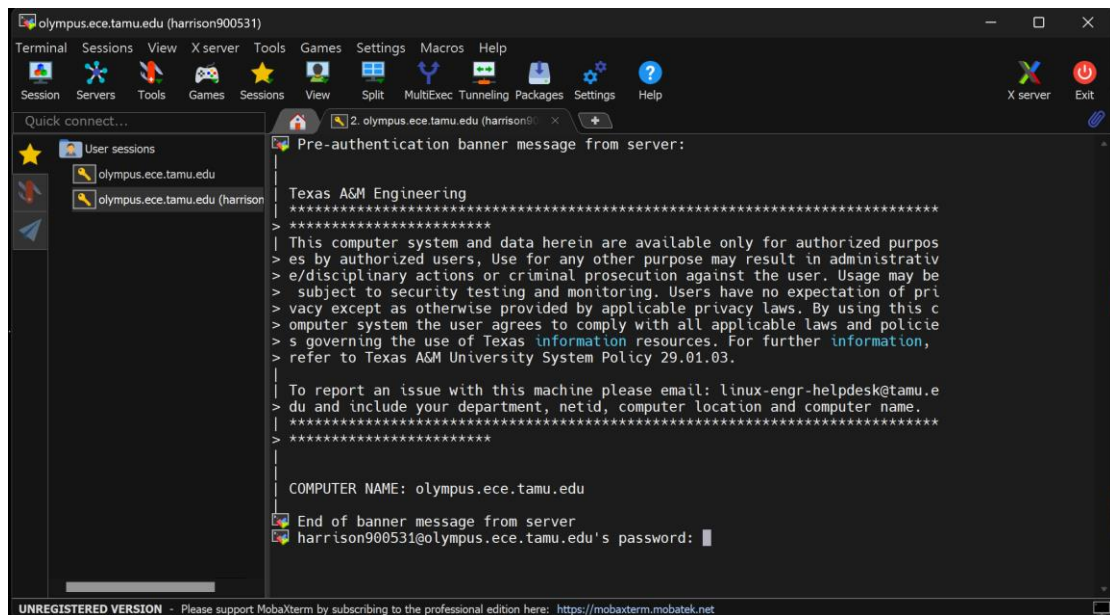 olympus.ece.tamu.edu (harrison900531)
Terminal Sessions View X server Tools Games Settings Macros Help
Session Servers Tools Games Sessions View Split MultiExec Tunneling Packages Settings Help X server Exit
Quick connect...
2. olympus.ece.tamu.edu (harrison90
User sessions
olympus.ece.tamu.edu
olympus.ece.tamu.edu (harrison
Pre-authentication banner message from server:
|
|
| Texas A&M Engineering
| *****************************************************************************
> ************************
| This computer system and data herein are available only for authorized purpos
> es by authorized users, Use for any other purpose may result in administrativ
> e/disciplinary actions or criminal prosecution against the user. Usage may be
> subject to security testing and monitoring. Users have no expectation of pri
> vacy except as otherwise provided by applicable privacy laws. By using this c
> omputer system the user agrees to comply with all applicable laws and policie
> s governing the use of Texas information resources. For further information,
> refer to Texas A&M University System Policy 29.01.03.
|
| To report an issue with this machine please email: linux-engr-helpdesk@tamu.e
> du and include your department, netid, computer location and computer name.
| *****************************************************************************
> ************************
|
|
| COMPUTER NAME: olympus.ece.tamu.edu
|
End of banner message from server
harrison900531@olympus.ece.tamu.edu's password:
UNREGISTERED VERSION - Please support MobaXterm by subscribing to the professional edition here: https://mobaxterm.mobatek.net